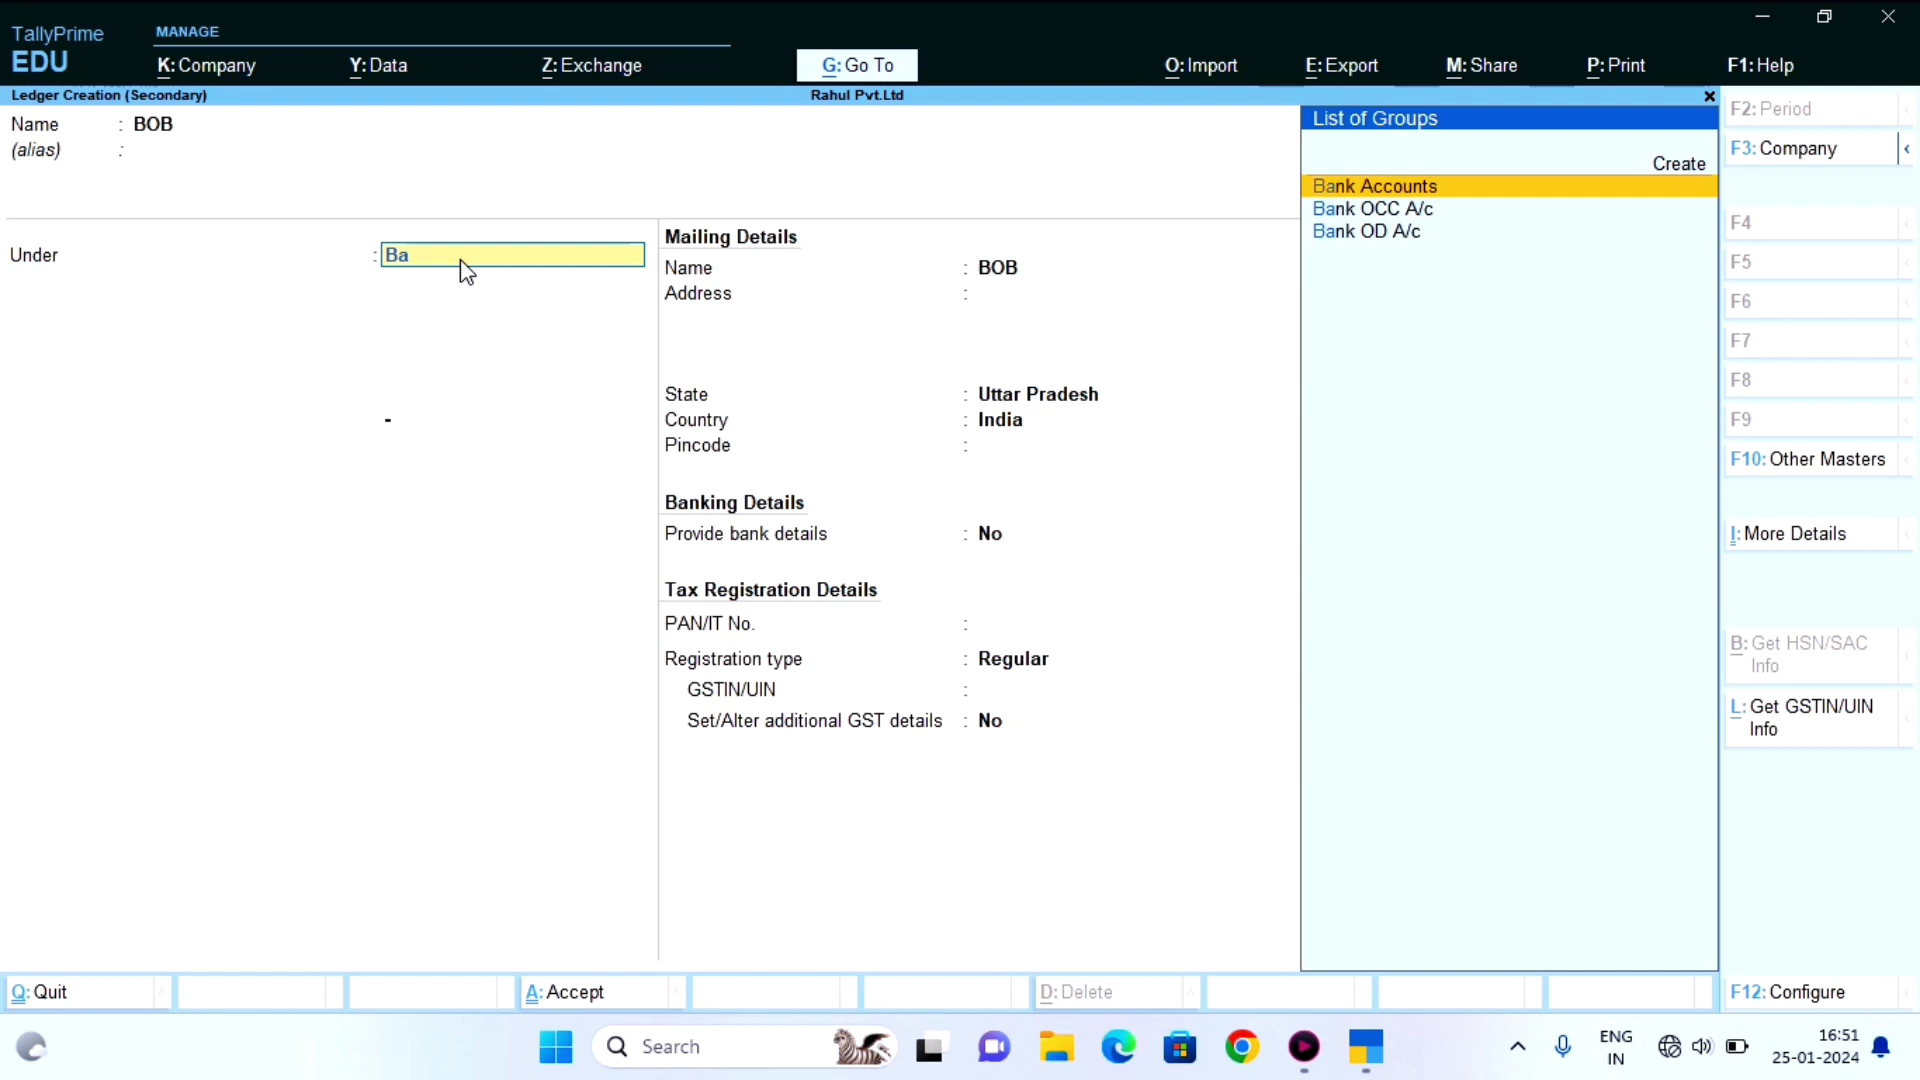 TallyPrime
EDU
MANAGE
K: Company
Y: Data
Z: Exchange
G: Go To
O: Import
E: Export
M: Share
P: Print
F1: Help
Ledger Creation (Secondary)
Rahul Pvt.Ltd
Name : BOB
(alias) :
Under : Ba
-
Mailing Details
Name : BOB
Address :
State : Uttar Pradesh
Country : India
Pincode :
Banking Details
Provide bank details : No
Tax Registration Details
PAN/IT No. :
Registration type : Regular
GSTIN/UIN :
Set/Alter additional GST details : No
List of Groups
Create
Bank Accounts
Bank OCC A/c
Bank OD A/c
F2: Period
F3: Company
F4
F5
F6
F7
F8
F9
F10: Other Masters
I: More Details
B: Get HSN/SAC
Info
L: Get GSTIN/UIN
Info
Q: Quit
A: Accept
D: Delete
F12: Configure
Search
ENG
IN
16:51
25-01-2024